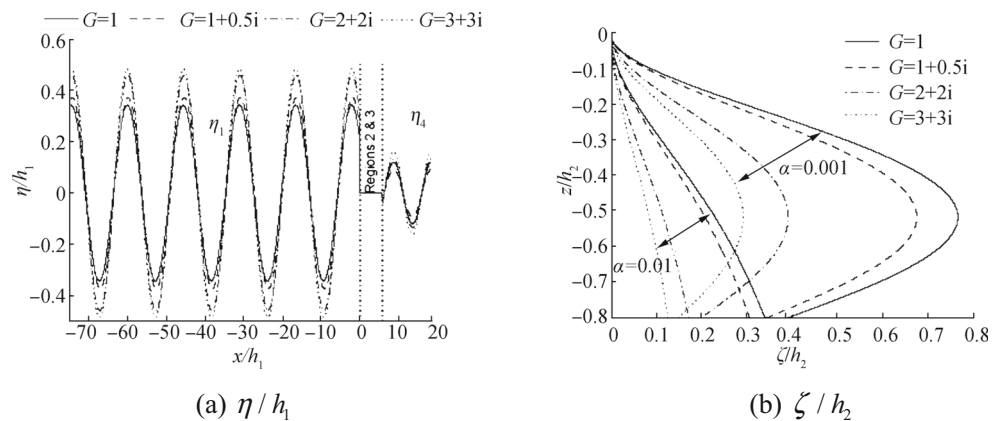 G=1 G=1+0.5i G=2+2i G=3+3i
η/h₁
0.6
0.4
0.2
0
−0.2
−0.4
−0.5
η₁
Regions 2 & 3
η₄
−70 −60 −50 −40 −30 −20 −10 0 10 20
x/h₁
(a) η / h₁
z/h₂
0
−0.1
−0.2
−0.3
−0.4
−0.5
−0.6
−0.7
−0.8
G=1
G=1+0.5i
G=2+2i
G=3+3i
α=0.001
α=0.01
0 0.1 0.2 0.3 0.4 0.5 0.6 0.7 0.8
ζ/h₂
(b) ζ / h₂